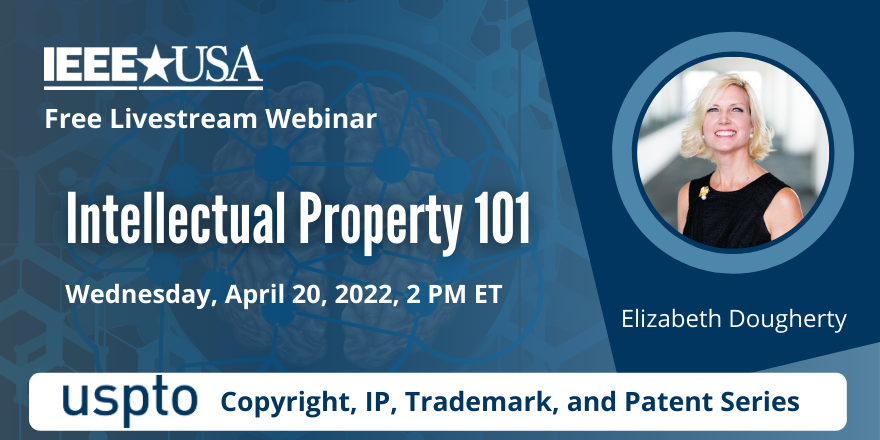 IEEE★USA
Free Livestream Webinar
Intellectual Property 101
Wednesday, April 20, 2022, 2 PM ET
Elizabeth Dougherty
uspto Copyright, IP, Trademark, and Patent Series